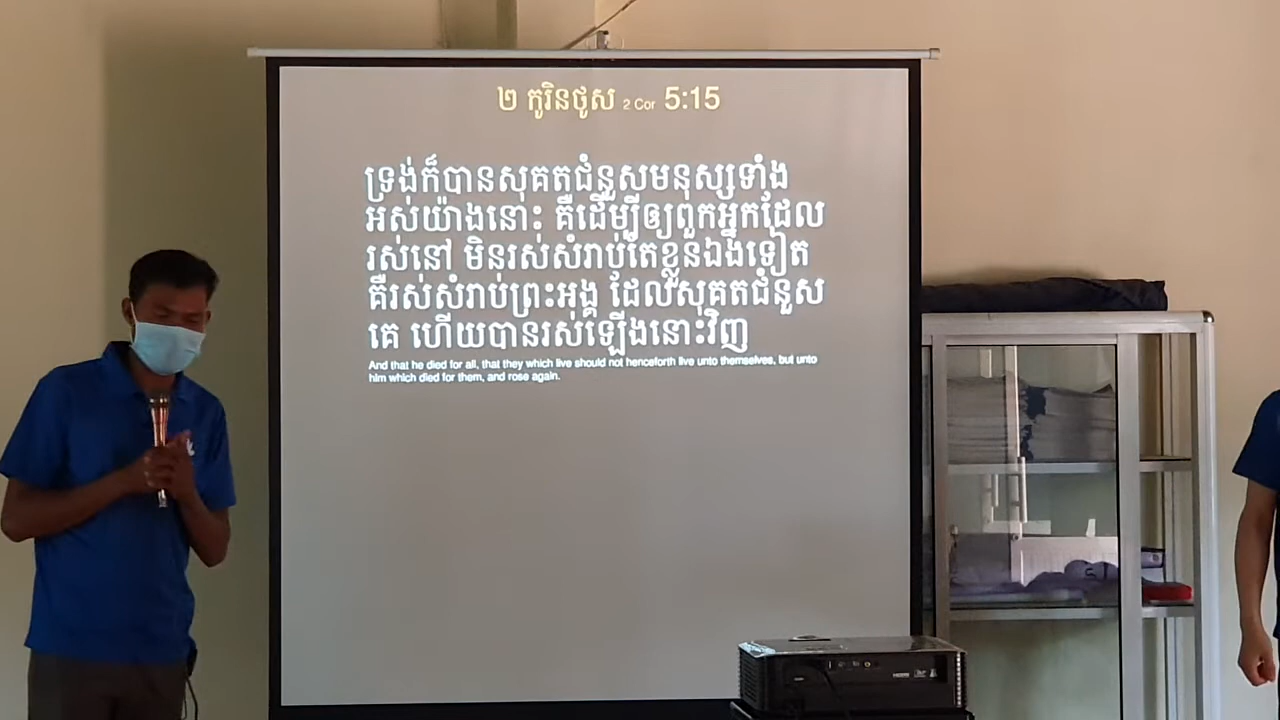 ២ កូរិនថូស 2 Cor 5:15
ទ្រង់ក៏បានសុគតជំនួសមនុស្សទាំង
អស់យ៉ាងនោះ គឺដើម្បីឲ្យពួកអ្នកដែល
រស់នៅ មិនរស់សំរាប់តែខ្លួនឯងទៀត
គឺរស់សំរាប់ព្រះអង្គ ដែលសុគតជំនួស
គេ ហើយបានរស់ឡើងនោះវិញ
And that he died for all, that they which live should not henceforth live unto themselves, but unto
him which died for them, and rose again.
HDMI